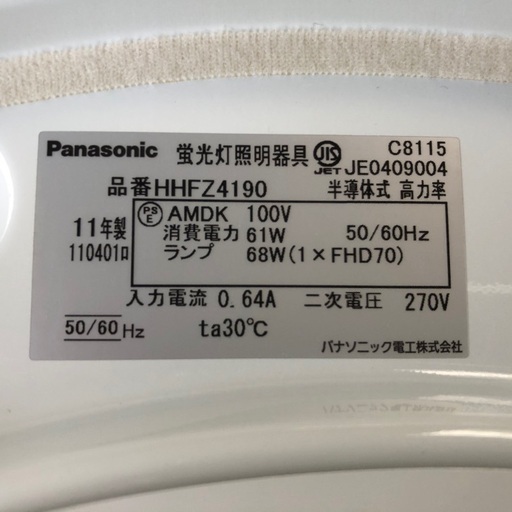 Panasonic 蛍光灯照明器具 JIS JET C8115
JE0409004
品番HHFZ4190 半導体式 高力率
11年製
110401ロ
PSE AMDK 100V
消費電力 61W 50/60Hz
ランプ 68W(1×FHD70)
入力電流 0.64A 二次電圧 270V
50/60 Hz ta30℃
パナソニック電工株式会社